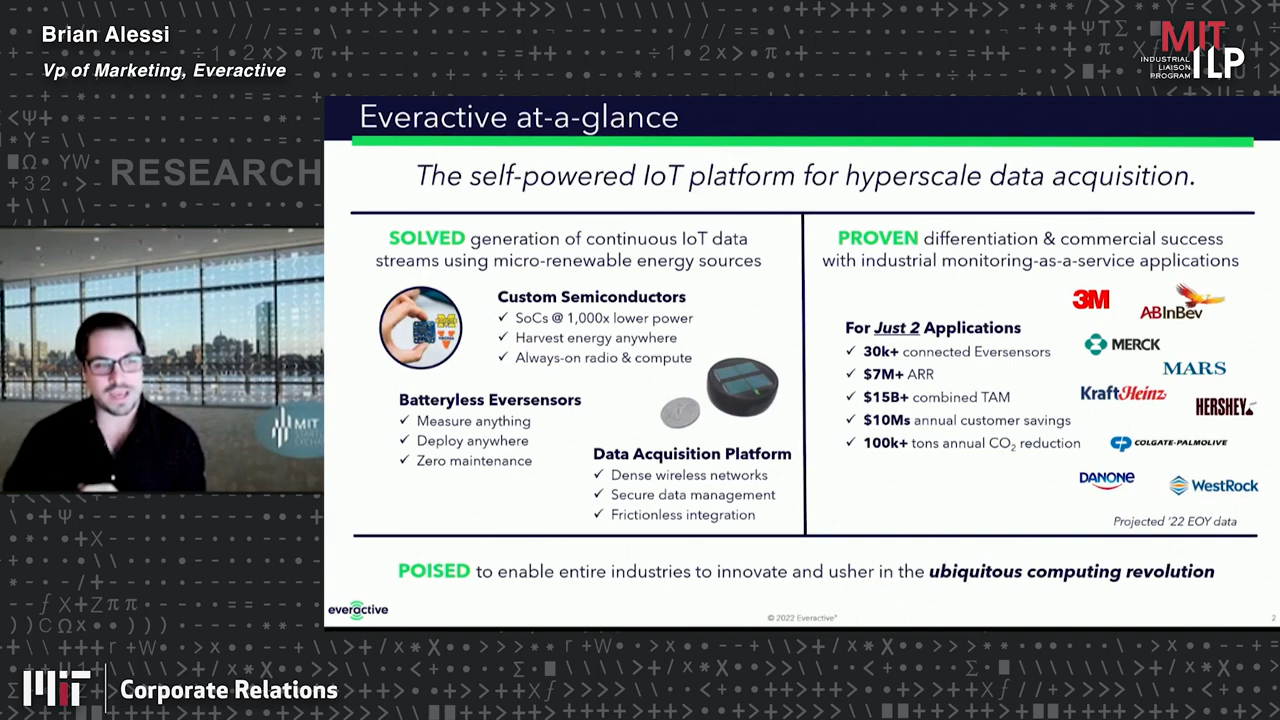 Brian Alessi
Vp of Marketing, Everactive
MIT
INDUSTRIAL
LIAISON
PROGRAM
ILP
RESEARCH
Everactive at-a-glance
The self-powered IoT platform for hyperscale data acquisition.
SOLVED generation of continuous IoT data
streams using micro-renewable energy sources
Custom Semiconductors
✓ SoCs @ 1,000x lower power
✓ Harvest energy anywhere
✓ Always-on radio & compute
Batteryless Eversensors
✓ Measure anything
✓ Deploy anywhere
✓ Zero maintenance
Data Acquisition Platform
✓ Dense wireless networks
✓ Secure data management
✓ Frictionless integration
PROVEN differentiation & commercial success
with industrial monitoring-as-a-service applications
For Just 2 Applications
✓ 30k+ connected Eversensors
✓ $7M+ ARR
✓ $15B+ combined TAM
✓ $10Ms annual customer savings
✓ 100k+ tons annual CO2 reduction
3M
ABInBev
MERCK
MARS
KraftHeinz
HERSHEY
COLGATE-PALMOLIVE
DANONE
WestRock
Projected '22 EOY data
POISED to enable entire industries to innovate and usher in the ubiquitous computing revolution
everactive
© 2022 Everactive
2
MIT
MIT
Corporate Relations